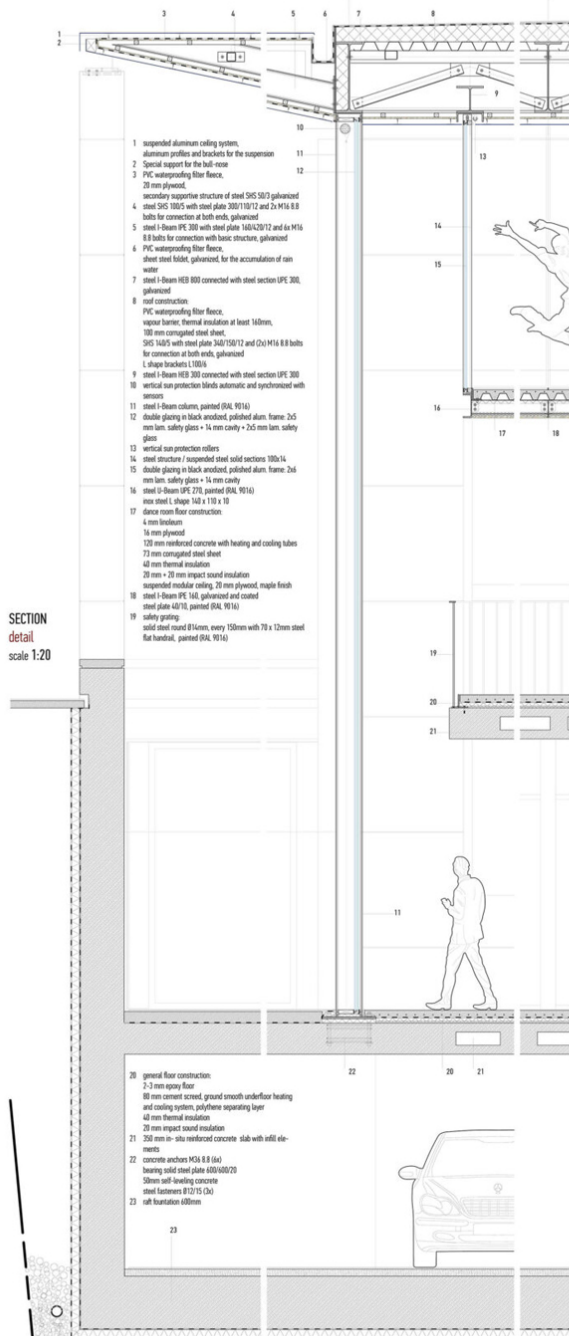 3 4 5 6 7 8
1
2
9
10
11
12
13
14
15
16
17 18
1 suspended aluminum ceiling system,
aluminum profiles and brackets for the suspension
2 Special support for the bull-nose
3 PVC waterproofing filter fleece,
20 mm plywood,
secondary supportive structure of steel SHS 50/3 galvanized
4 steel SHS 100/5 with steel plate 300/110/12 and 2x M16 8.8
bolts for connection at both ends, galvanized
5 steel I-Beam IPE 300 with steel plate 160/420/12 and 6x M16
8.8 bolts for connection with basic structure, galvanized
6 PVC waterproofing filter fleece,
sheet steel foldet, galvanized, for the accumulation of rain
water
7 steel I-Beam HEB 800 connected with steel section UPE 300,
galvanized
8 roof construction:
PVC waterproofing filter fleece,
vapour barrier, thermal insulation at least 160mm,
100 mm corrugated steel sheet,
SHS 140/5 with steel plate 340/150/12 and (2x) M16 8.8 bolts
for connection at both ends, galvanized
L shape brackets L100/6
9 steel I-Beam HEB 300 connected with steel section UPE 300
10 vertical sun protection blinds automatic and synchronized with
sensors
11 steel I-Beam column, painted (RAL 9016)
12 double glazing in black anodized, polished alum. frame: 2x5
mm lam. safety glass + 14 mm cavity + 2x5 mm lam. safety
glass
13 vertical sun protection rollers
14 steel structure / suspended steel solid sections 100x14
15 double glazing in black anodized, polished alum. frame: 2x6
mm lam. safety glass + 14 mm cavity
16 steel U-Beam UPE 270, painted (RAL 9016)
inox steel L shape 140 x 110 x 10
17 dance room floor construction:
4 mm linoleum
16 mm plywood
120 mm reinforced concrete with heating and cooling tubes
73 mm corrugated steel sheet
40 mm thermal insulation
20 mm + 20 mm impact sound insulation
suspended modular ceiling, 20 mm plywood, maple finish
18 steel I-Beam IPE 160, galvanized and coated
steel plate 40/10, painted (RAL 9016)
19 safety grating:
solid steel round Ø14mm, every 150mm with 70 x 12mm steel
flat handrail, painted (RAL 9016)
SECTION
detail
scale 1:20
19
20
21
11
22 20 21
20 general floor construction:
2-3 mm epoxy floor
80 mm cement screed, ground smooth underfloor heating
and cooling system, polythene separating layer
40 mm thermal insulation
20 mm impact sound insulation
21 350 mm in- situ reinforced concrete slab with infill ele-
ments
22 concrete anchors M36 8.8 (6x)
bearing solid steel plate 600/600/20
50mm self-leveling concrete
steel fasteners Ø12/15 (3x)
23 raft fountation 600mm
23